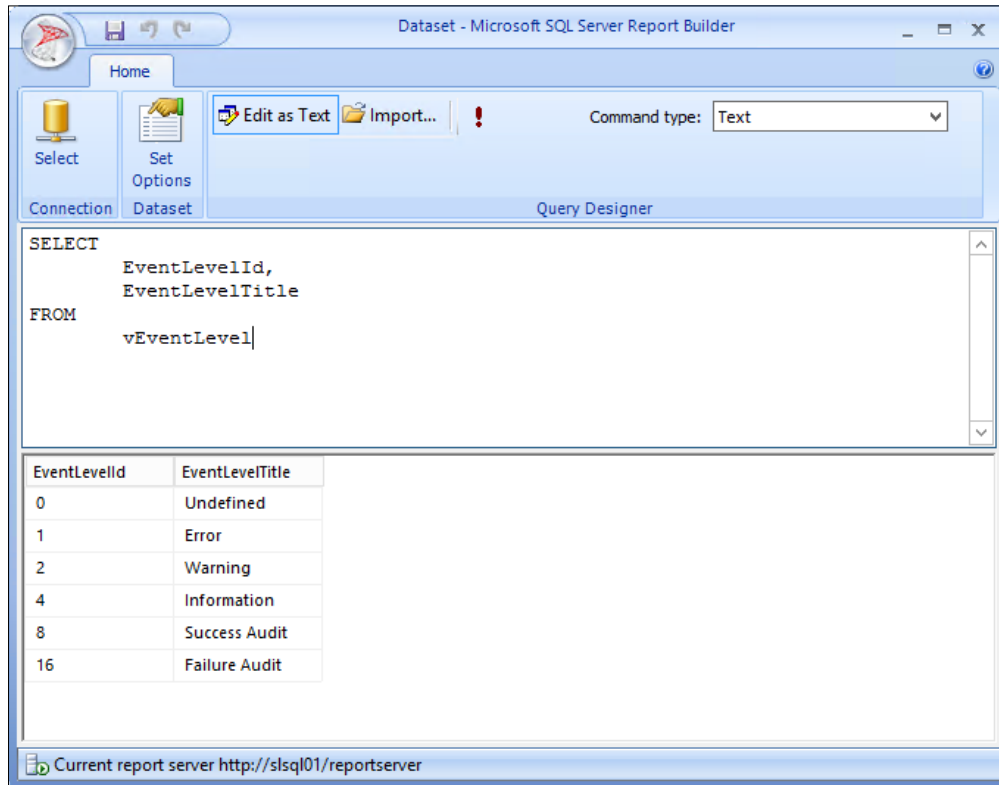 Dataset - Microsoft SQL Server Report Builder
Home
Edit as Text Import... Command type: Text
Select Set Options
Connection Dataset Query Designer
SELECT
EventLevelId,
EventLevelTitle
FROM
vEventLevel
EventLevelId EventLevelTitle
0 Undefined
1 Error
2 Warning
4 Information
8 Success Audit
16 Failure Audit
Current report server http://slsql01/reportserver